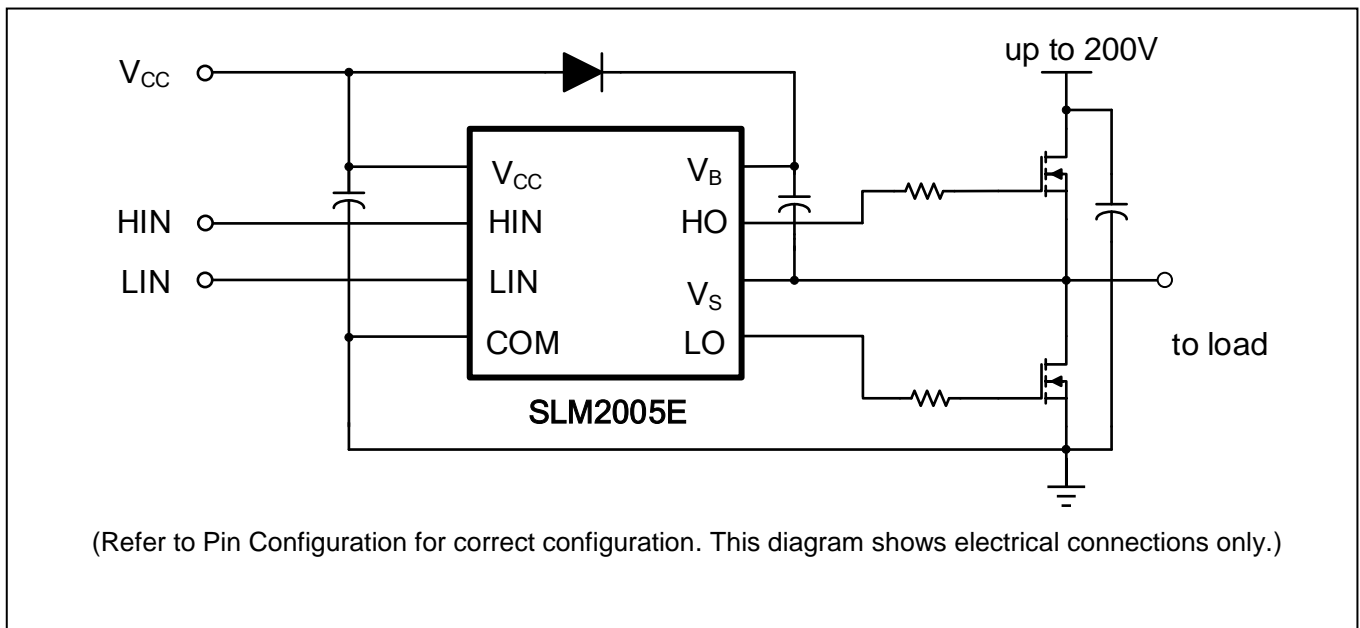 up to 200V
VCC
VCC
VB
HIN
HIN
HO
LIN
LIN
VS
COM
LO
to load
SLM2005E
(Refer to Pin Configuration for correct configuration. This diagram shows electrical connections only.)